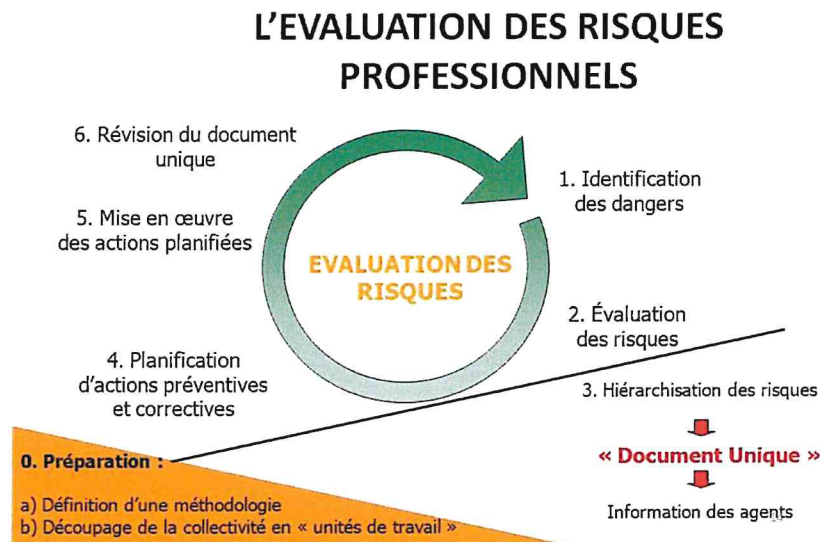 L'EVALUATION DES RISQUES
PROFESSIONNELS
6. Révision du document
unique
1. Identification
des dangers
5. Mise en œuvre
des actions planifiées
EVALUATION DES
RISQUES
2. Évaluation
des risques
4. Planification
d'actions préventives
et correctives
3. Hiérarchisation des risques
« Document Unique »
Information des agents
0. Préparation :
a) Définition d'une méthodologie
b) Découpage de la collectivité en « unités de travail »